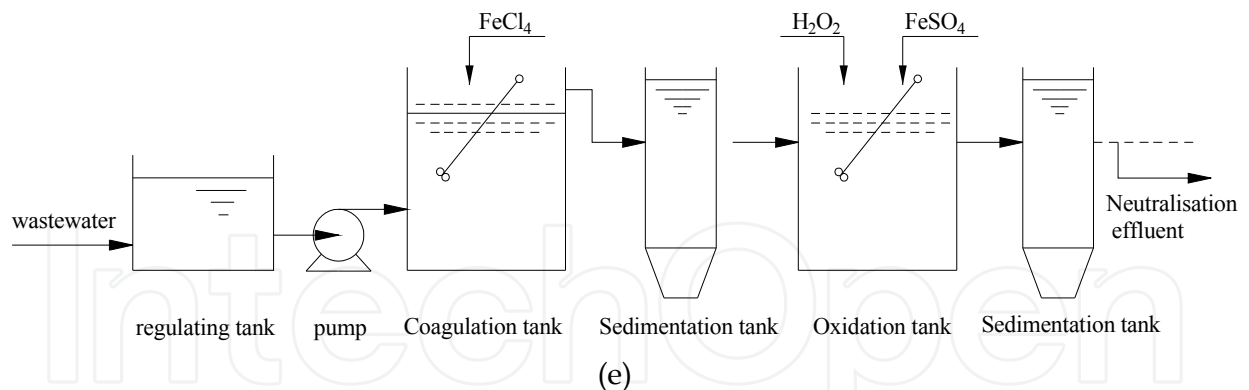 FeCl₄
H₂O₂
FeSO₄
wastewater
Neutralisation
effluent
regulating tank
pump
Coagulation tank
Sedimentation tank
Oxidation tank
Sedimentation tank
IntechOpen
(e)